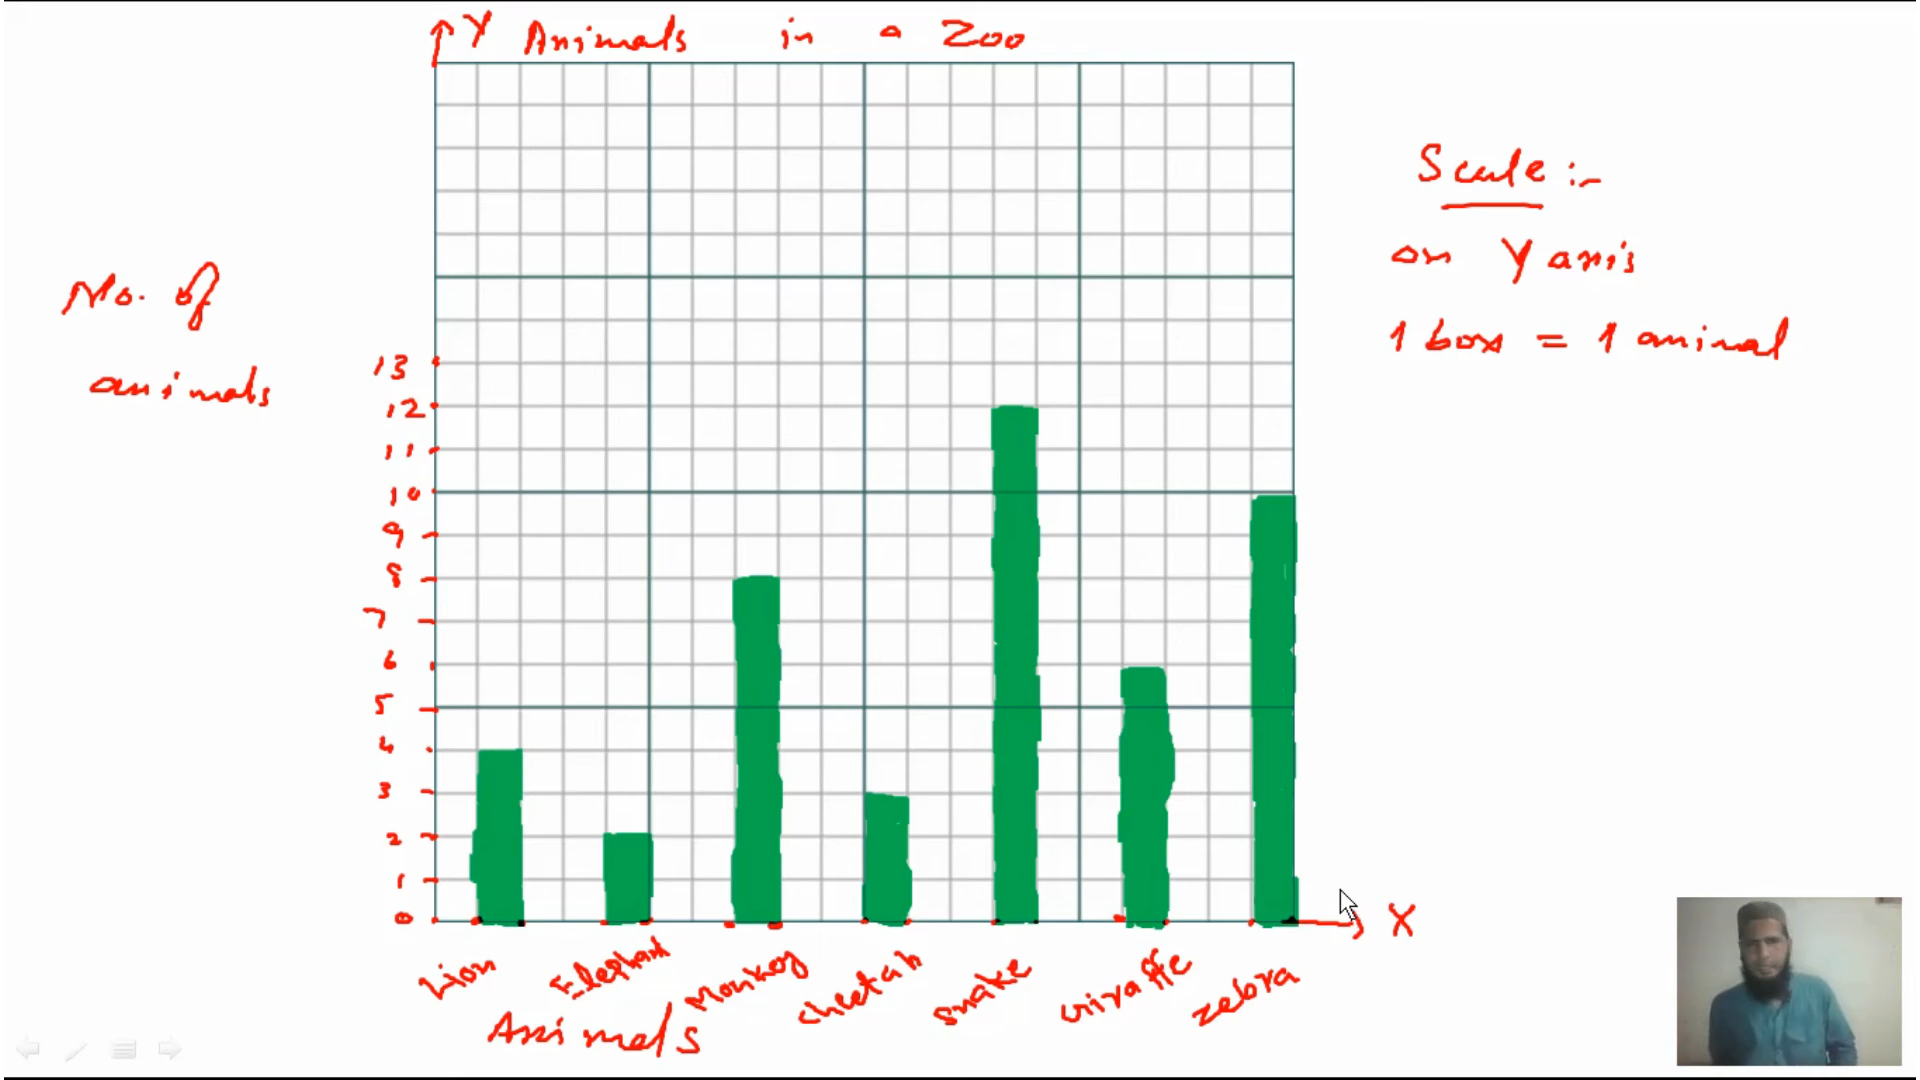 Y Animals in a Zoo
Scale :-
on Y axis
1 box = 1 animal
No. of
animals
13
12
11
10
9
8
7
6
5
4
3
2
1
0
X
Lion Elephant Monkey cheetah snake Giraffe zebra
Animals